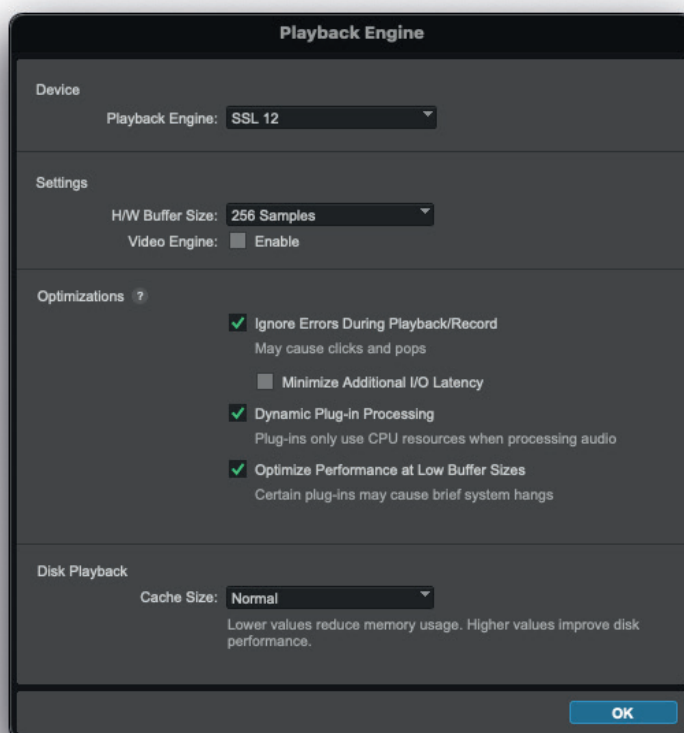 Playback Engine
Device
Playback Engine: SSL 12
Settings
H/W Buffer Size: 256 Samples
Video Engine: Enable
Optimizations ?
Ignore Errors During Playback/Record
May cause clicks and pops
Minimize Additional I/O Latency
Dynamic Plug-in Processing
Plug-ins only use CPU resources when processing audio
Optimize Performance at Low Buffer Sizes
Certain plug-ins may cause brief system hangs
Disk Playback
Cache Size: Normal
Lower values reduce memory usage. Higher values improve disk
performance.
OK